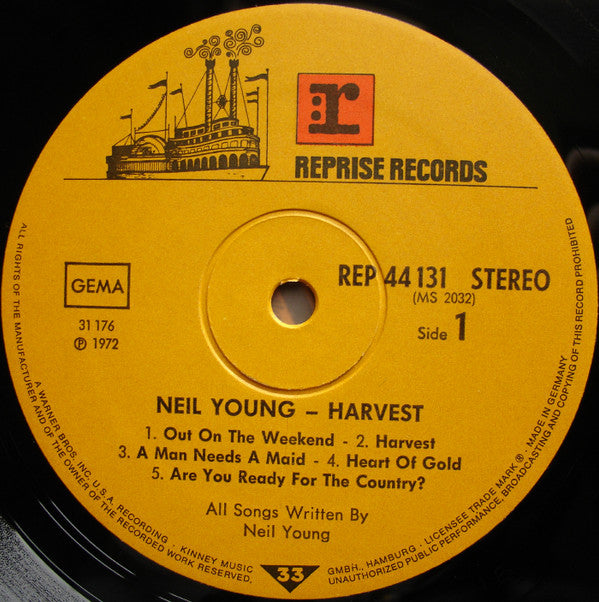 r
REPRISE RECORDS
GEMA
31 176
℗ 1972
REP 44 131 STEREO
(MS 2032)
Side 1
NEIL YOUNG – HARVEST
1. Out On The Weekend - 2. Harvest
3. A Man Needs A Maid - 4. Heart Of Gold
5. Are You Ready For The Country?
All Songs Written By
Neil Young
33
ALL RIGHTS OF THE MANUFACTURER AND OF THE OWNER OF THE RECORDED WORK RESERVED.
A WARNER BROS. INC. U.S.A. RECORDING · KINNEY MUSIC GMBH., HAMBURG · LICENSEE TRADE MARK ® · MADE IN GERMANY
UNAUTHORIZED PUBLIC PERFORMANCE, BROADCASTING AND COPYING OF THIS RECORD PROHIBITED